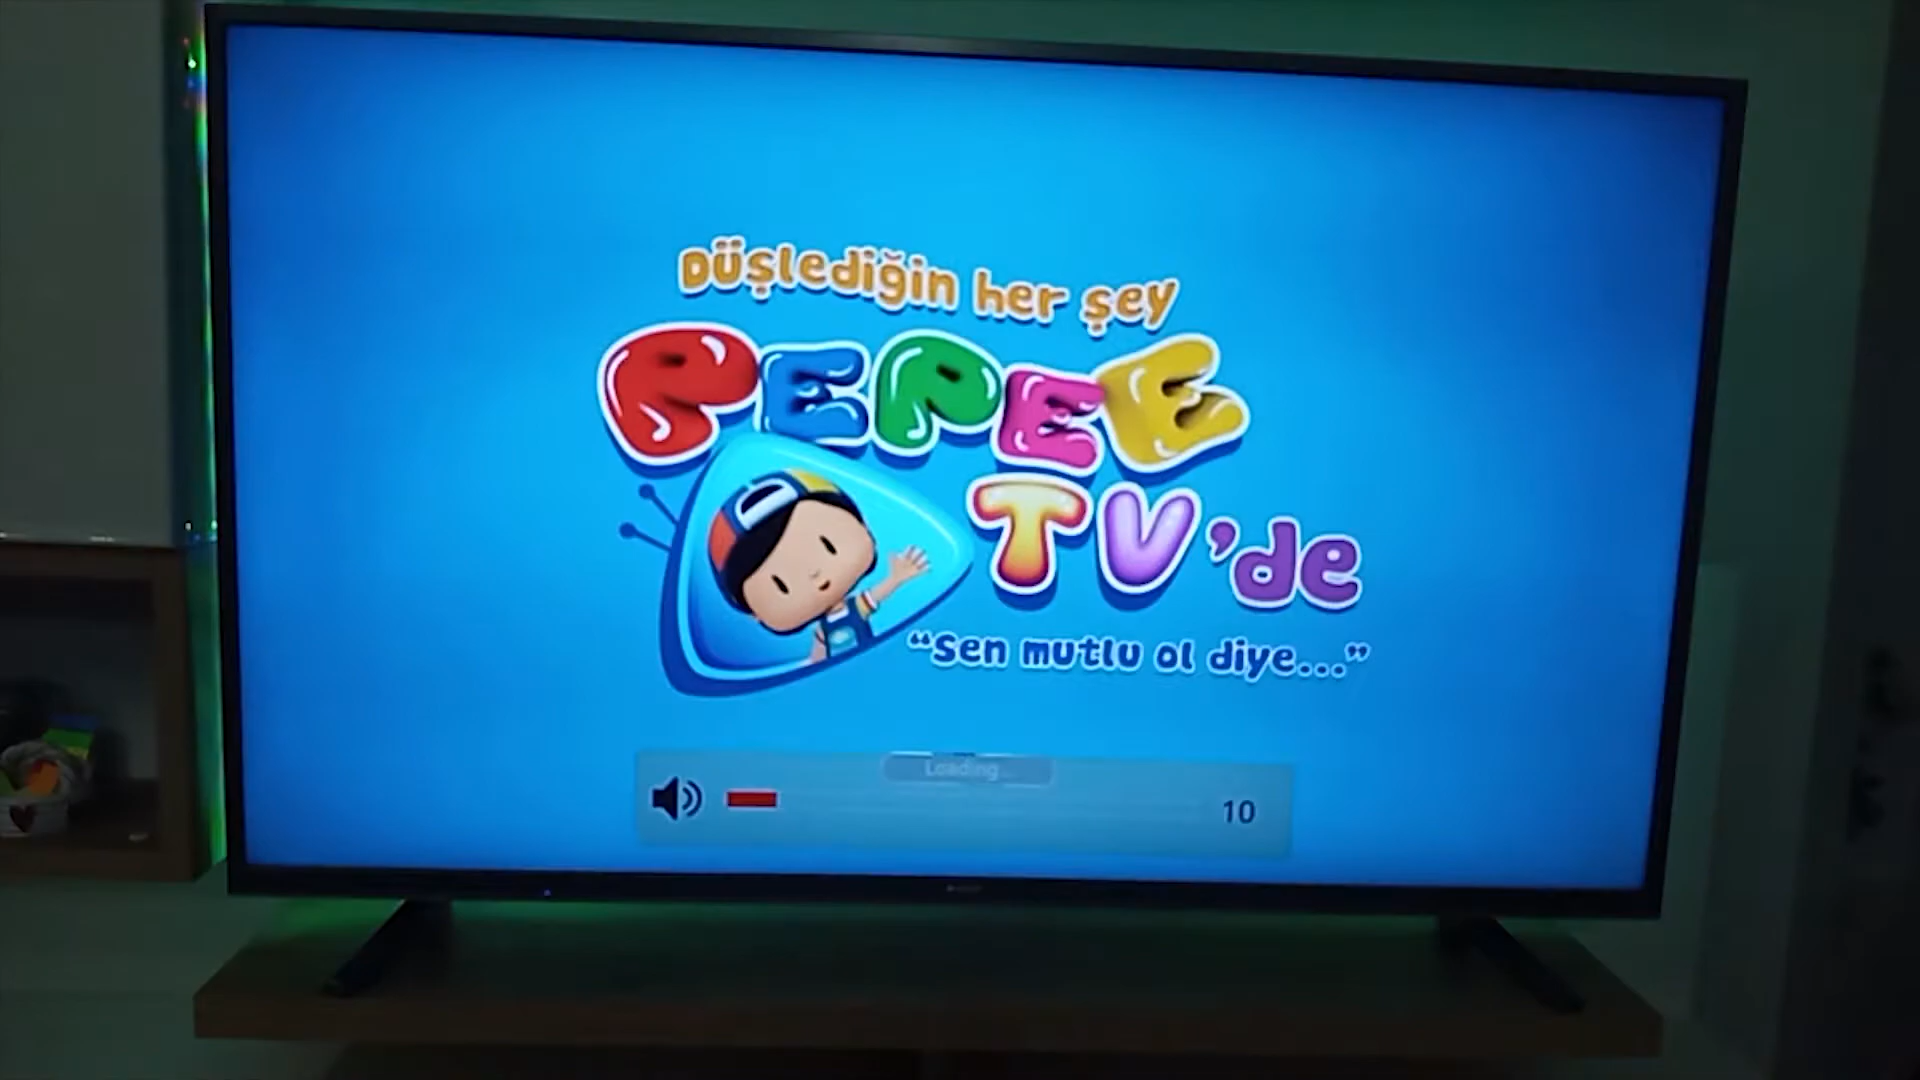 Düşlediğin her şey
PEPEE
TV'de
"Sen mutlu ol diye..."
Loading...
10